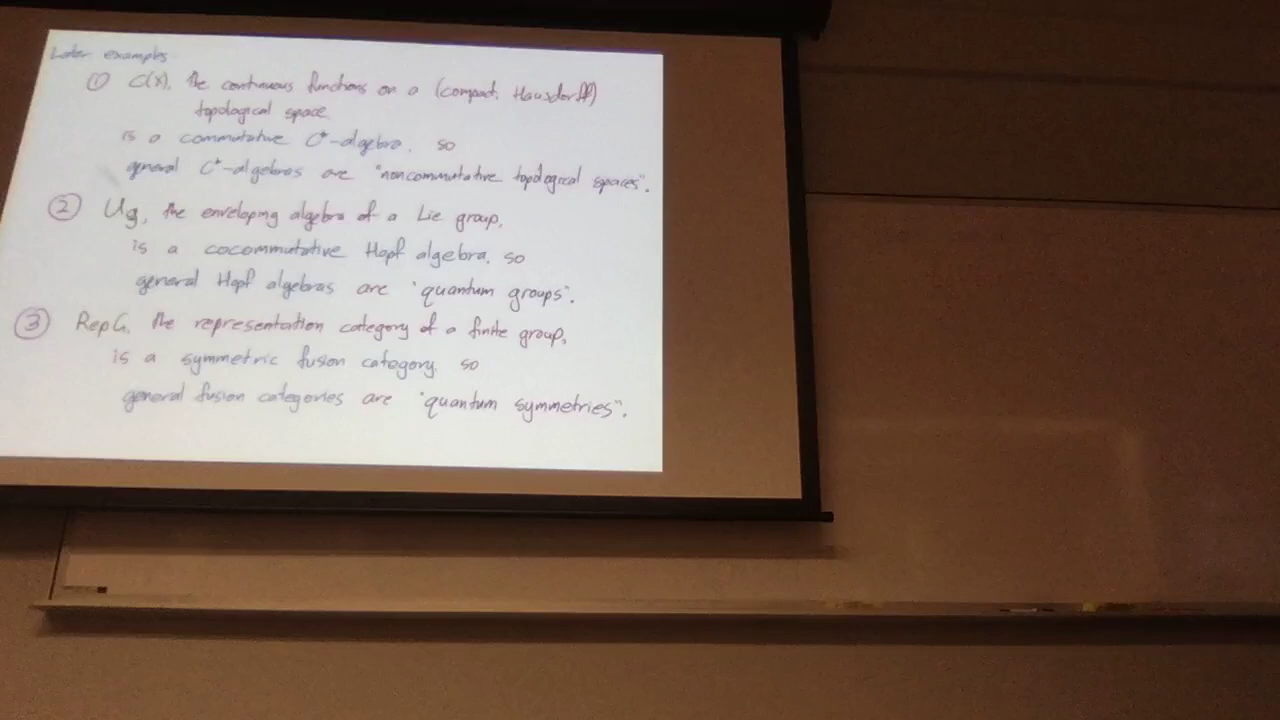 Later examples
① C(X), the continuous functions on a (compact, Hausdorff)
topological space,
is a commutative C*-algebra, so
general C*-algebras are "noncommutative topological spaces".
② Ug, the enveloping algebra of a Lie group,
is a cocommutative Hopf algebra, so
general Hopf algebras are "quantum groups".
③ Rep G, the representation category of a finite group,
is a symmetric fusion category, so
general fusion categories are "quantum symmetries".